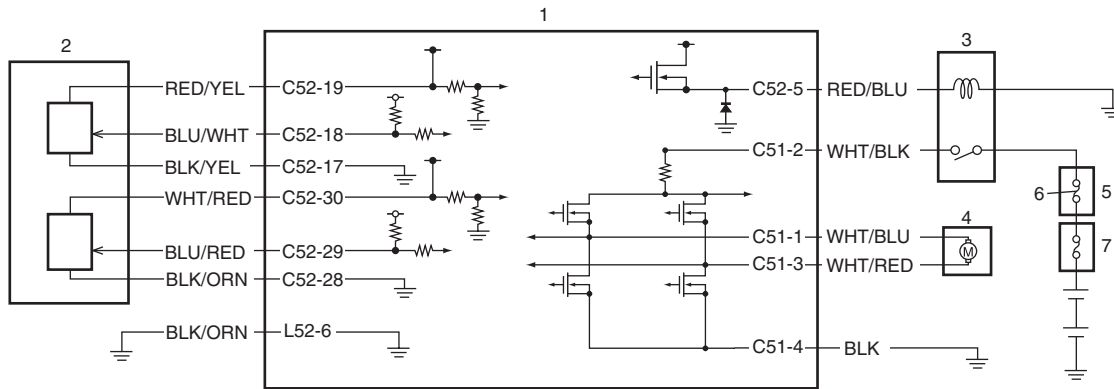 1
2
3
RED/YEL C52-19
C52-5 RED/BLU
BLU/WHT C52-18
BLK/YEL C52-17
C51-2 WHT/BLK
WHT/RED C52-30
6
5
4
C51-1 WHT/BLU
M
7
BLU/RED C52-29
C51-3 WHT/RED
BLK/ORN C52-28
BLK/ORN L52-6
C51-4 BLK